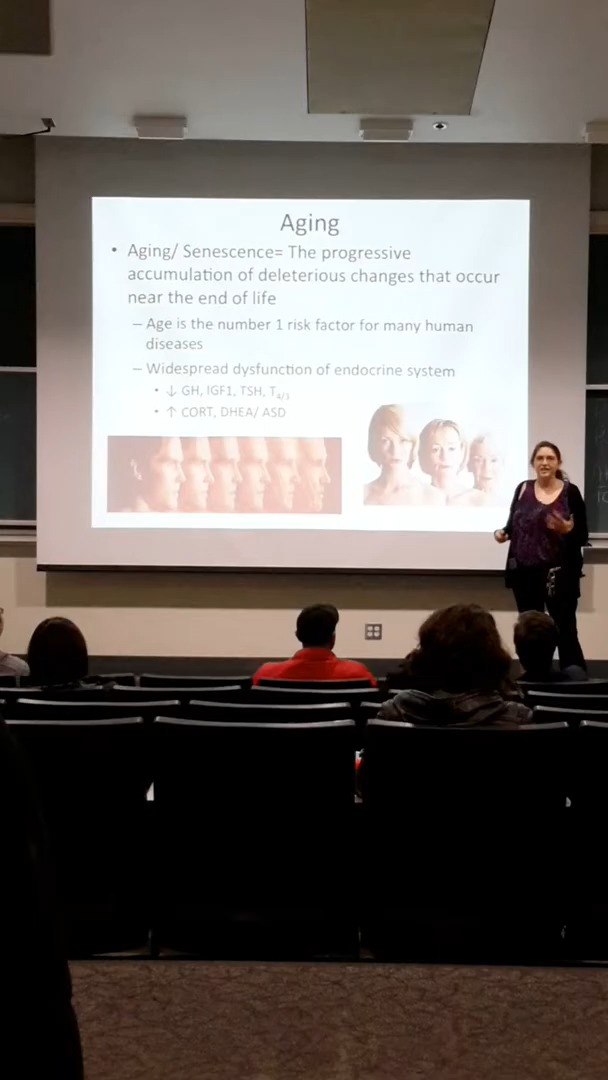 Aging
• Aging/ Senescence= The progressive
accumulation of deleterious changes that occur
near the end of life
– Age is the number 1 risk factor for many human
diseases
– Widespread dysfunction of endocrine system
• ↓ GH, IGF1, TSH, T4/3
• ↑ CORT, DHEA/ ASD